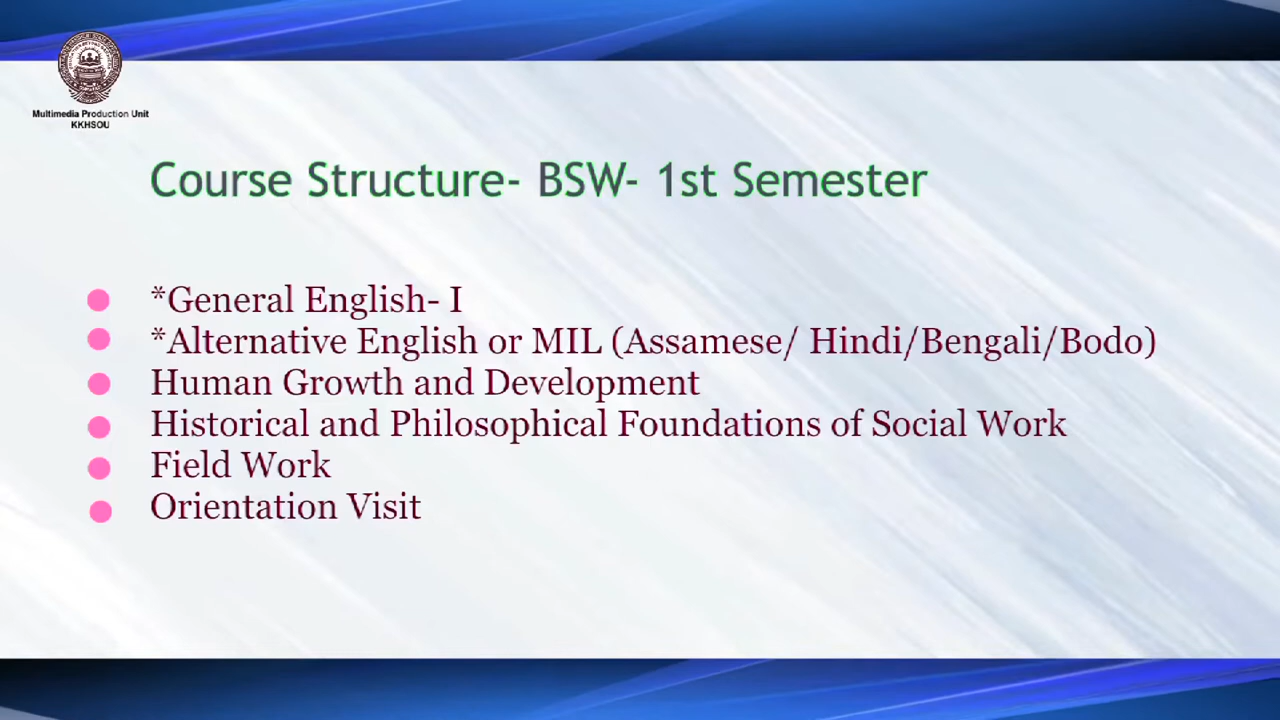 Multimedia Production Unit
KKHSOU
Course Structure- BSW- 1st Semester
*General English- I
*Alternative English or MIL (Assamese/ Hindi/Bengali/Bodo)
Human Growth and Development
Historical and Philosophical Foundations of Social Work
Field Work
Orientation Visit